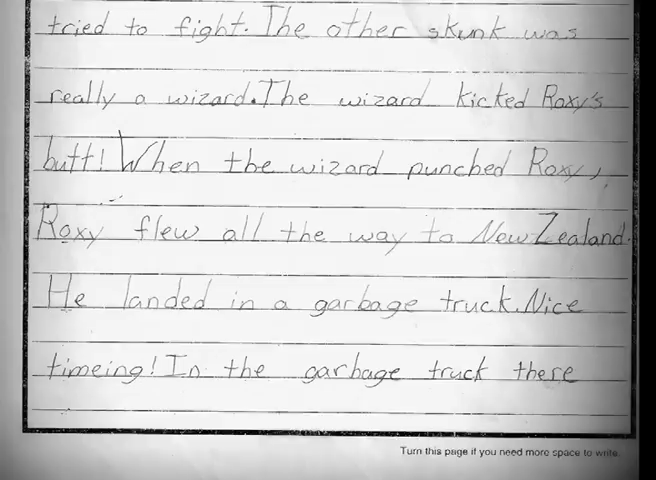 tried to fight. The other skunk was
really a wizard. The wizard kicked Roxy's
butt! When the wizard punched Roxy,
Roxy flew all the way to New Zealand.
He landed in a garbage truck. Nice
timeing! In the garbage truck there
Turn this page if you need more space to write.